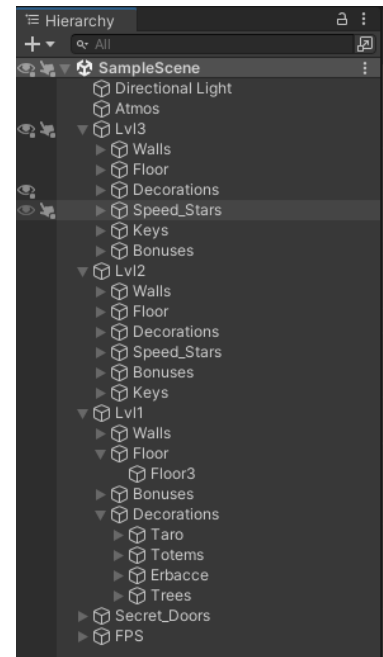 Hierarchy
All
SampleScene
Directional Light
Atmos
Lvl3
Walls
Floor
Decorations
Speed_Stars
Keys
Bonuses
Lvl2
Walls
Floor
Decorations
Speed_Stars
Bonuses
Keys
Lvl1
Walls
Floor
Floor3
Bonuses
Decorations
Taro
Totems
Erbacce
Trees
Secret_Doors
FPS